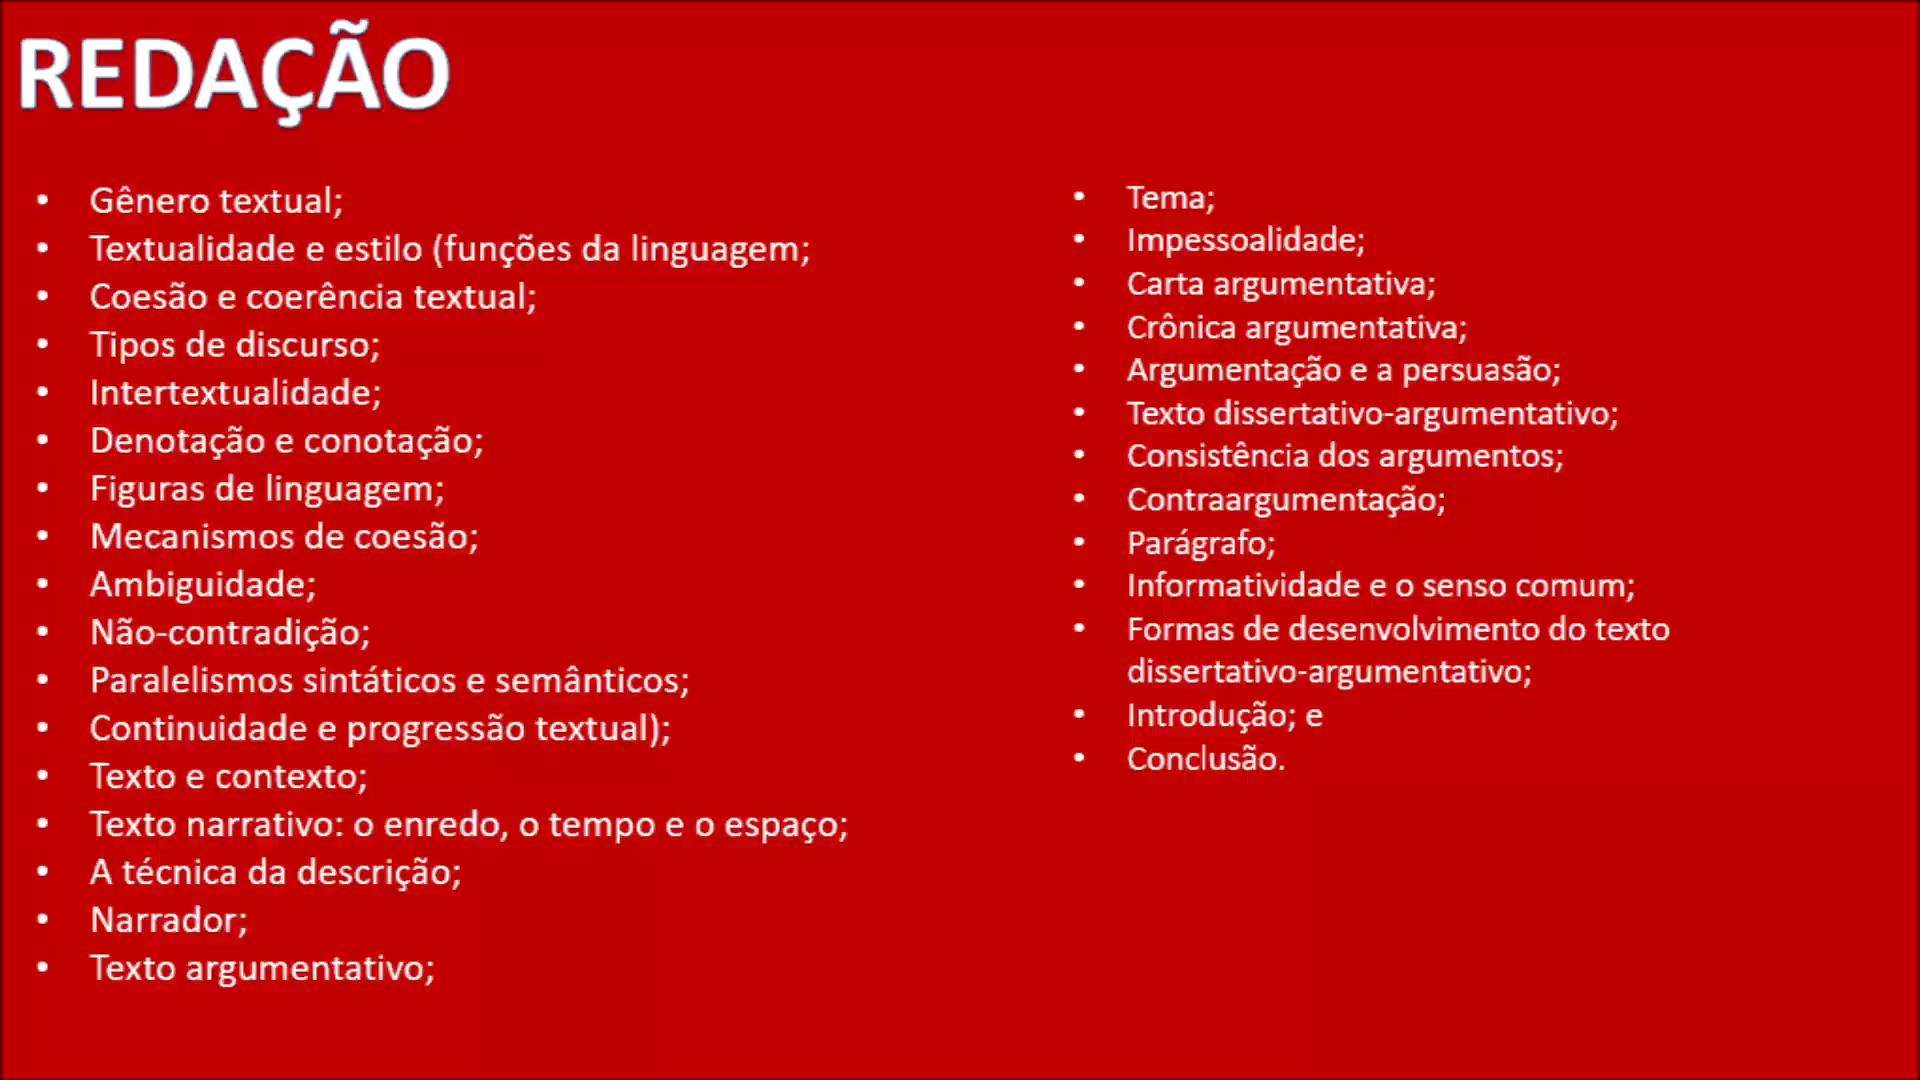 REDAÇÃO
• Gênero textual;
• Textualidade e estilo (funções da linguagem;
• Coesão e coerência textual;
• Tipos de discurso;
• Intertextualidade;
• Denotação e conotação;
• Figuras de linguagem;
• Mecanismos de coesão;
• Ambiguidade;
• Não-contradição;
• Paralelismos sintáticos e semânticos;
• Continuidade e progressão textual);
• Texto e contexto;
• Texto narrativo: o enredo, o tempo e o espaço;
• A técnica da descrição;
• Narrador;
• Texto argumentativo;
• Tema;
• Impessoalidade;
• Carta argumentativa;
• Crônica argumentativa;
• Argumentação e a persuasão;
• Texto dissertativo-argumentativo;
• Consistência dos argumentos;
• Contraargumentação;
• Parágrafo;
• Informatividade e o senso comum;
• Formas de desenvolvimento do texto
dissertativo-argumentativo;
• Introdução; e
• Conclusão.